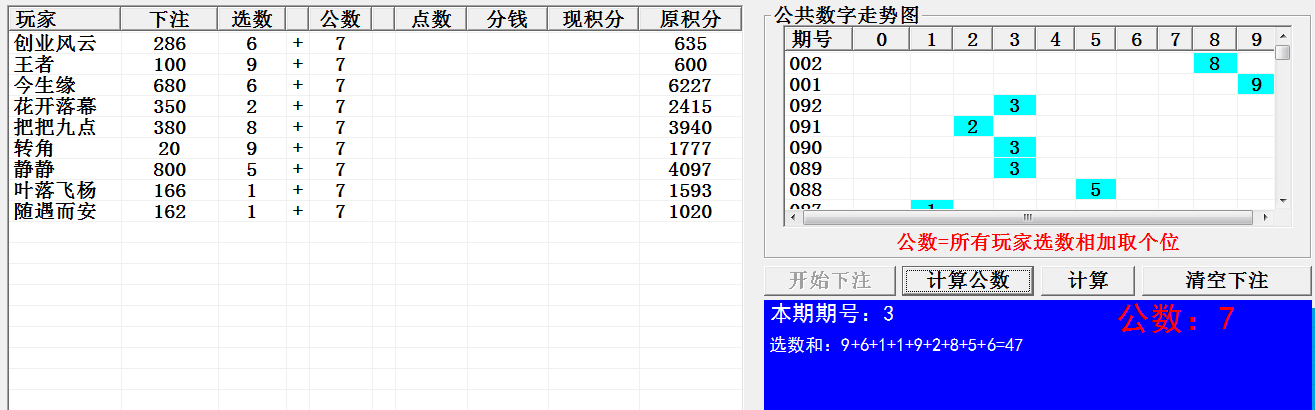 玩家 下注 选数 公数 点数 分钱 现积分 原积分
创业风云 286 6 + 7 635
王者 100 9 + 7 600
今生缘 680 6 + 7 6227
花开落幕 350 2 + 7 2415
把把九点 380 8 + 7 3940
转角 20 9 + 7 1777
静静 800 5 + 7 4097
叶落飞杨 166 1 + 7 1593
随遇而安 162 1 + 7 1020
公共数字走势图
期号 0 1 2 3 4 5 6 7 8 9
002 8
001 9
092 3
091 2
090 3
089 3
088 5
公数=所有玩家选数相加取个位
开始下注 计算公数 计算 清空下注
本期期号：3
公数：7
选数和：9+6+1+1+9+2+8+5+6=47